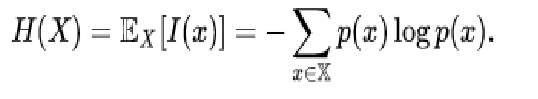 H(X) = 𝔼_X[I(x)] = − ∑_{x∈𝕏} p(x) log p(x).